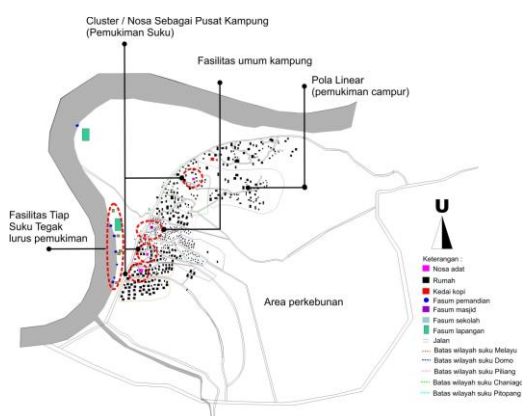 Cluster / Nosa Sebagai Pusat Kampung
(Pemukiman Suku)
Fasilitas umum kampung
Pola Linear
(pemukiman campur)
Fasilitas Tiap
Suku Tegak
lurus pemukiman
Area perkebunan
U
Keterangan :
Nosa adat
Rumah
Kedai kopi
Fasum pemandian
Fasum masjid
Fasum sekolah
Fasum lapangan
Jalan
Batas wilayah suku Melayu
Batas wilayah suku Domo
Batas wilayah suku Piliang
Batas wilayah suku Chaniago
Batas wilayah suku Pitopang